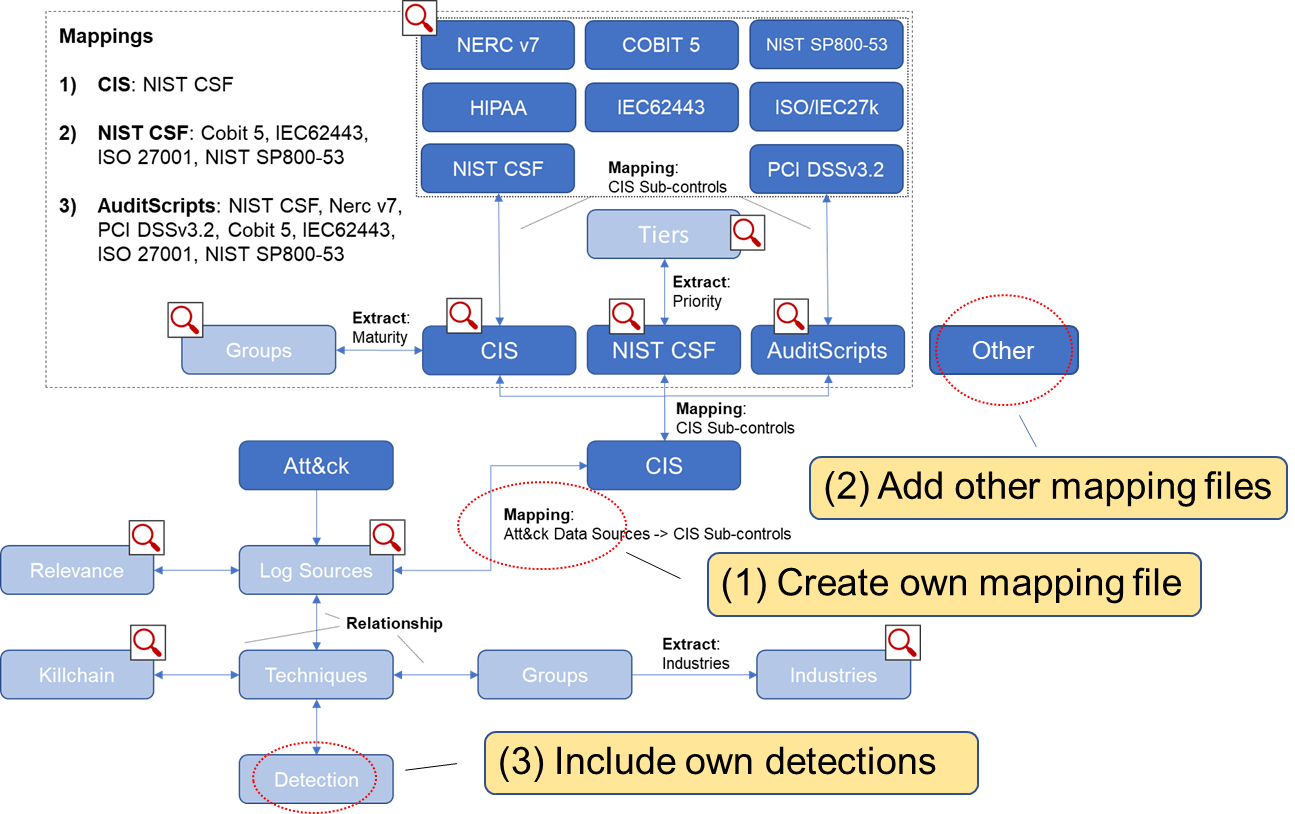 Mappings
1) CIS: NIST CSF
2) NIST CSF: Cobit 5, IEC62443,
ISO 27001, NIST SP800-53
3) AuditScripts: NIST CSF, Nerc v7,
PCI DSSv3.2, Cobit 5, IEC62443,
ISO 27001, NIST SP800-53
NERC v7
COBIT 5
NIST SP800-53
HIPAA
IEC62443
ISO/IEC27k
NIST CSF
Mapping:
CIS Sub-controls
PCI DSSv3.2
Tiers
Extract:
Priority
Extract:
Maturity
Groups
CIS
NIST CSF
AuditScripts
Other
Mapping:
CIS Sub-controls
Att&ck
CIS
(2) Add other mapping files
Mapping:
Att&ck Data Sources -> CIS Sub-controls
Relevance
Log Sources
(1) Create own mapping file
Relationship
Extract:
Industries
Killchain
Techniques
Groups
Industries
(3) Include own detections
Detection